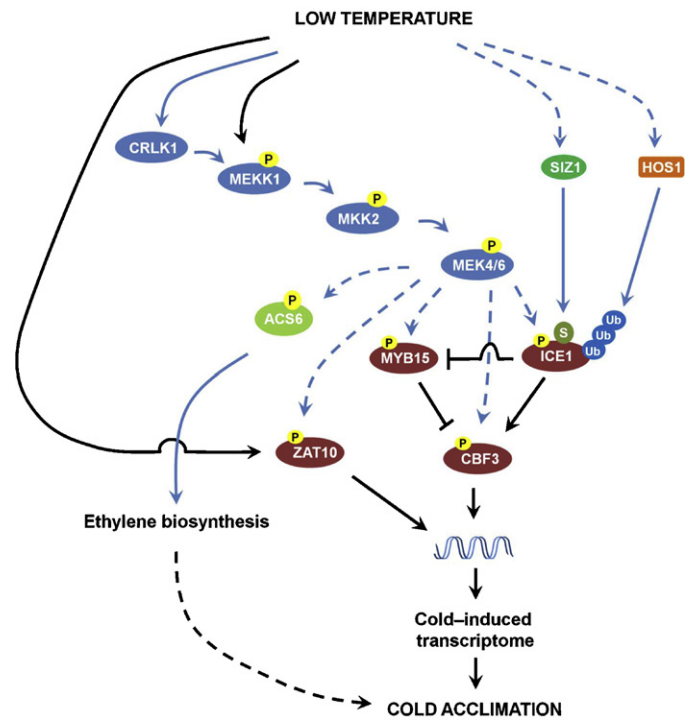 LOW TEMPERATURE
CRLK1
P
MEKK1
SIZ1
HOS1
P
MKK2
P
MEK4/6
P
ACS6
P
MYB15
P
S
ICE1
Ub
Ub
Ub
P
ZAT10
P
CBF3
Ethylene biosynthesis
Cold–induced
transcriptome
COLD ACCLIMATION